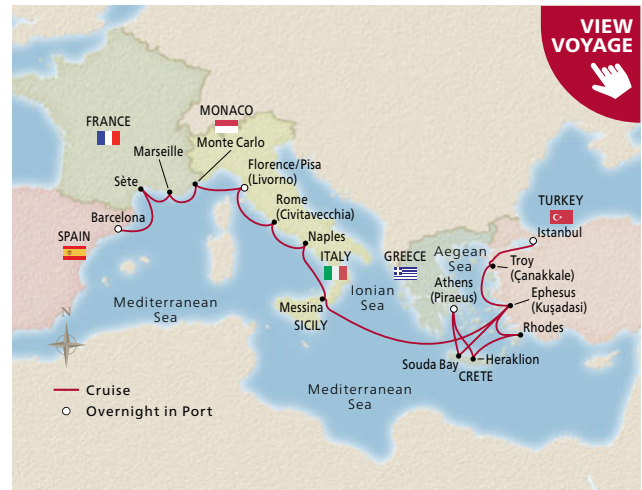 VIEW
VOYAGE
MONACO
FRANCE
Monte Carlo
Marseille
Florence/Pisa
(Livorno)
Sète
TURKEY
Rome
(Civitavecchia)
Barcelona
Istanbul
SPAIN
Naples
ITALY
GREECE
Aegean
Sea
Troy
(Çanakkale)
Athens
(Piraeus)
Ionian
Sea
Ephesus
(Kuşadasi)
Mediterranean
Sea
Messina
SICILY
Rhodes
N
Souda Bay
Heraklion
CRETE
Mediterranean
Sea
Cruise
Overnight in Port